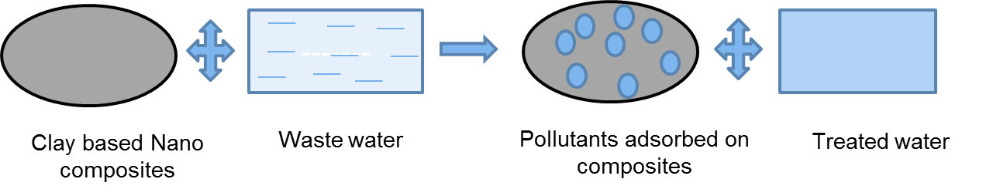 Clay based Nano
composites
Waste water
Pollutants adsorbed on
composites
Treated water